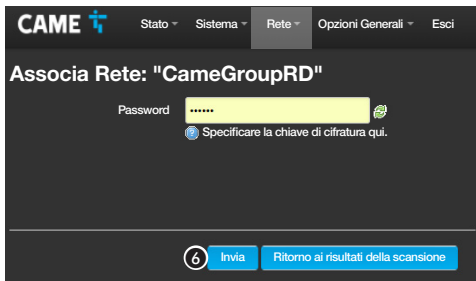 CAME Stato Sistema Rete Opzioni Generali Esci
Associa Rete: "CameGroupRD"
Password ••••••
Specificare la chiave di cifratura qui.
6 Invia Ritorno ai risultati della scansione